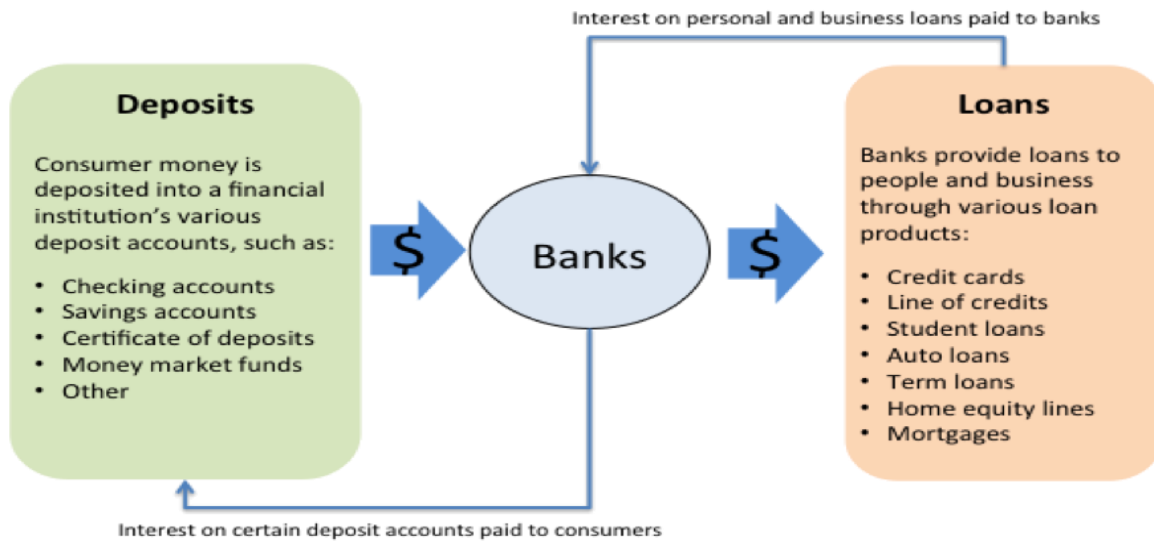 Interest on personal and business loans paid to banks
Deposits
Consumer money is
deposited into a financial
institution’s various
deposit accounts, such as:
• Checking accounts
• Savings accounts
• Certificate of deposits
• Money market funds
• Other
$
Banks
$
Loans
Banks provide loans to
people and business
through various loan
products:
• Credit cards
• Line of credits
• Student loans
• Auto loans
• Term loans
• Home equity lines
• Mortgages
Interest on certain deposit accounts paid to consumers